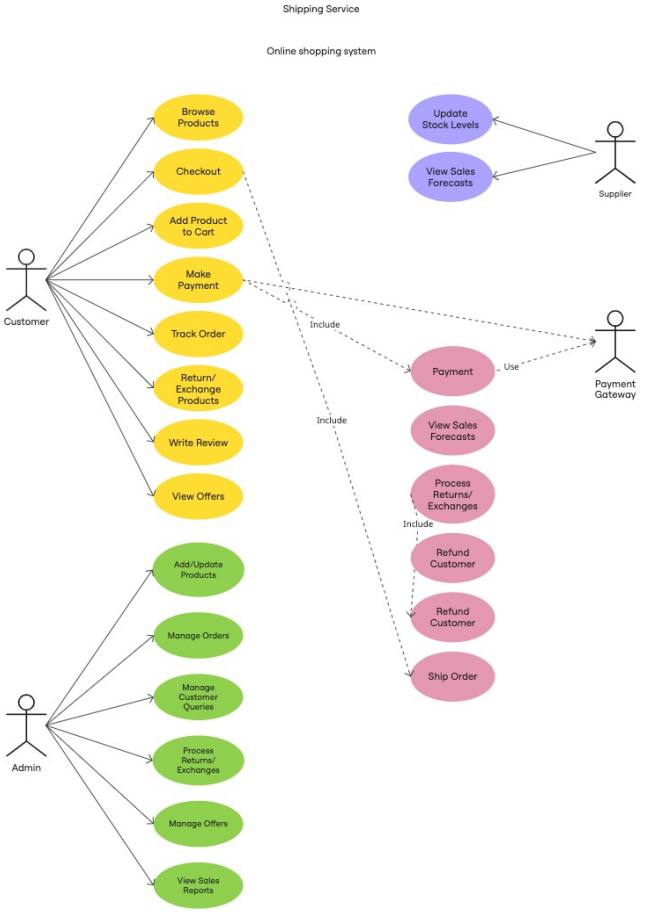 Shipping Service
Online shopping system
Browse
Products
Checkout
Add Product
to Cart
Make
Payment
Track Order
Return/
Exchange
Products
Write Review
View Offers
Customer
Update
Stock Levels
View Sales
Forecasts
Supplier
Include
Payment
Use
Payment
Gateway
View Sales
Forecasts
Include
Process
Returns/
Exchanges
Include
Refund
Customer
Refund
Customer
Ship Order
Add/Update
Products
Manage Orders
Manage
Customer
Queries
Process
Returns/
Exchanges
Manage Offers
View Sales
Reports
Admin